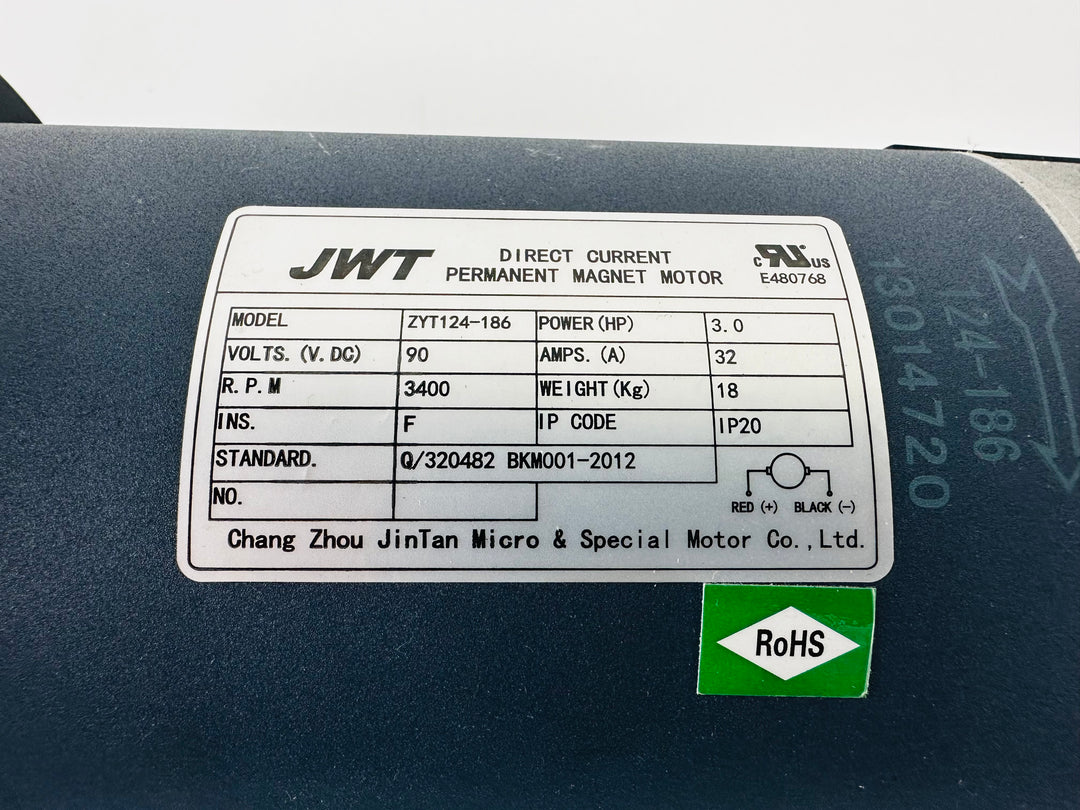 JWT
DIRECT CURRENT
PERMANENT MAGNET MOTOR
c RU US
E480768
MODEL ZYT124-186 POWER(HP) 3.0
VOLTS.(V.DC) 90 AMPS.(A) 32
R.P.M 3400 WEIGHT(Kg) 18
INS. F IP CODE IP20
STANDARD. Q/320482 BKM001-2012
NO.
RED (+) BLACK (-)
Chang Zhou JinTan Micro & Special Motor Co.,Ltd.
RoHS
124-186
13014720